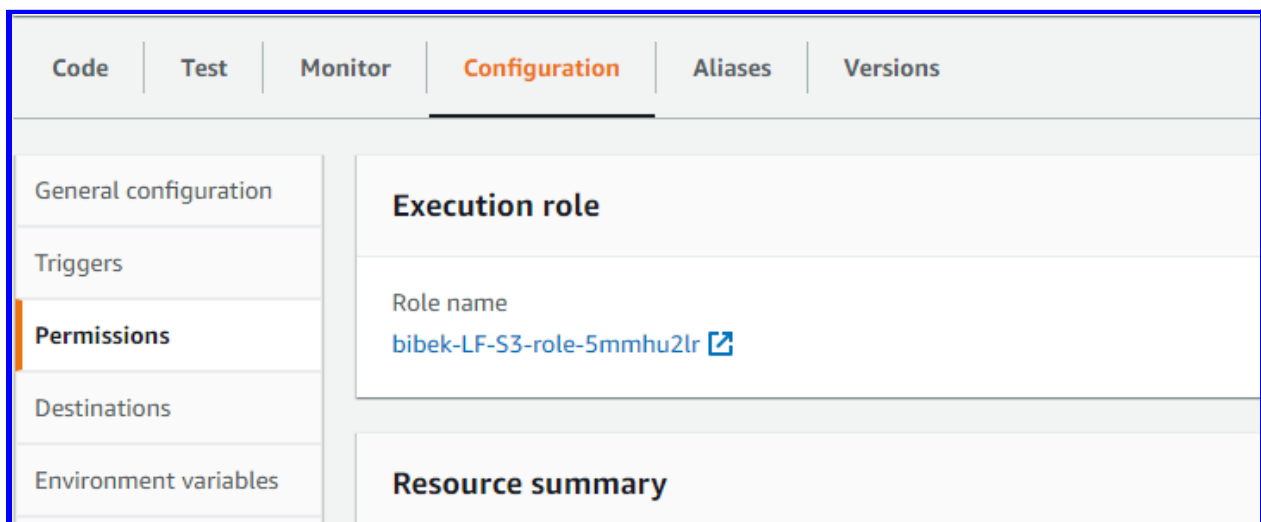 Code Test Monitor Configuration Aliases Versions
General configuration
Triggers
Permissions
Destinations
Environment variables
Execution role
Role name
bibek-LF-S3-role-5mmhu2lr
Resource summary